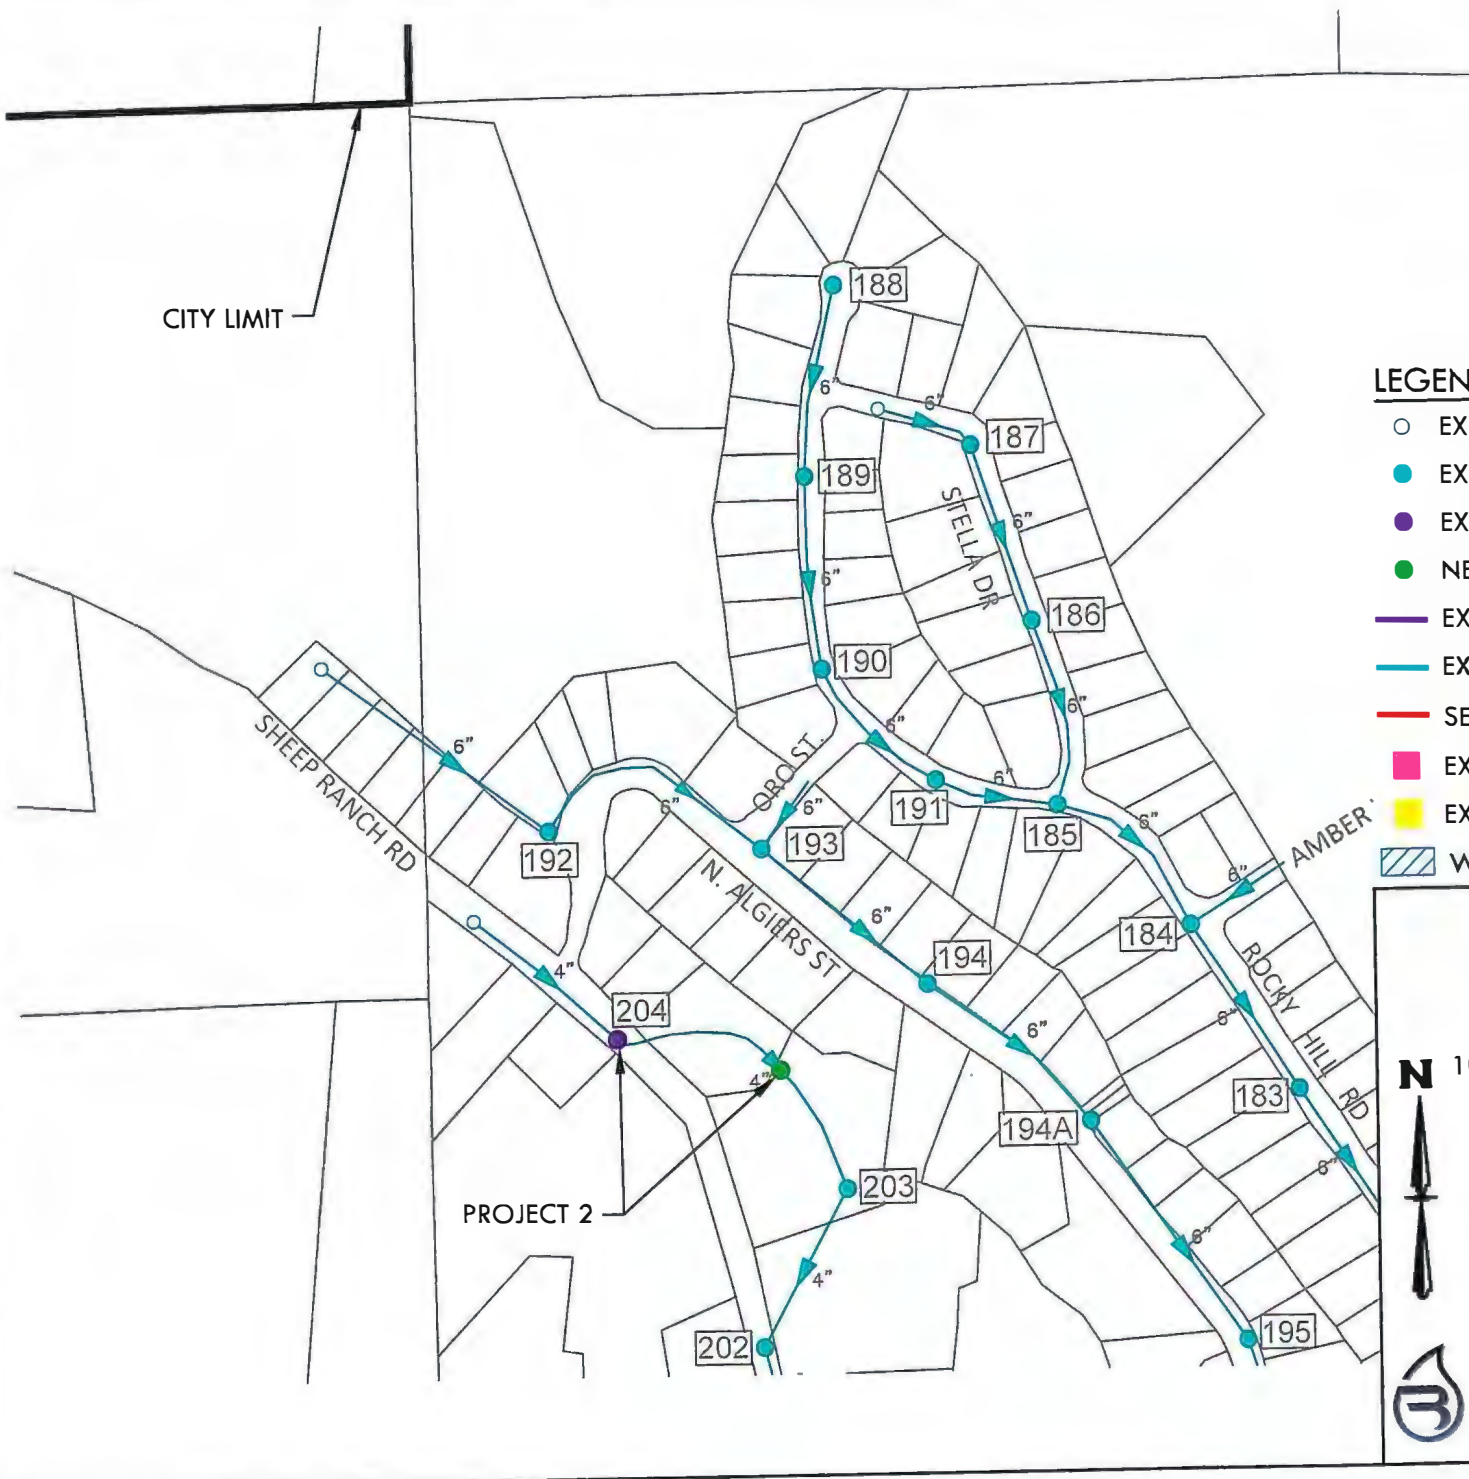 CITY LIMIT
188
6"
6"
187
189
STELLA DR
6"
6"
186
190
6"
6"
OBO ST.
6"
191
6"
185
6"
SHEEP RANCH RD
6"
192
6"
193
N. ALGIERS ST
6"
194
AMBER
6"
184
ROCKY HILL RD
6"
183
6"
4"
204
4"
6"
194A
6"
195
203
4"
202
PROJECT 2
LEGEN
EX
EX
EX
NE
EX
EX
SE
EX
EX
W
N